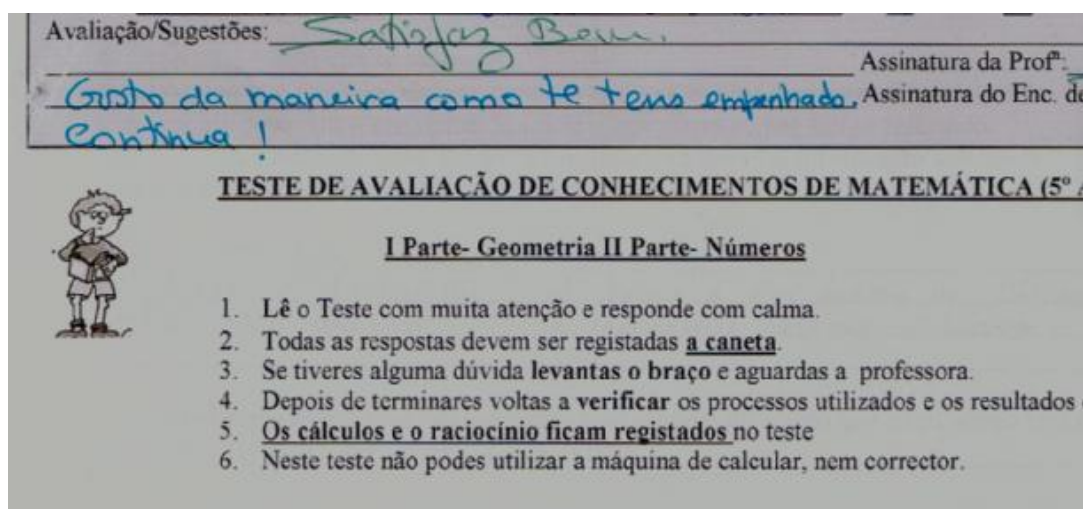 Avaliação/Sugestões: Satisfaz Bem.
Assinatura da Profª:
Gosto da maneira como te tens empenhado. Assinatura do Enc. de
Continua!
TESTE DE AVALIAÇÃO DE CONHECIMENTOS DE MATEMÁTICA (5º A
I Parte- Geometria II Parte- Números
1. Lê o Teste com muita atenção e responde com calma.
2. Todas as respostas devem ser registadas a caneta.
3. Se tiveres alguma dúvida levantas o braço e aguardas a professora.
4. Depois de terminares voltas a verificar os processos utilizados e os resultados
5. Os cálculos e o raciocínio ficam registados no teste
6. Neste teste não podes utilizar a máquina de calcular, nem corrector.